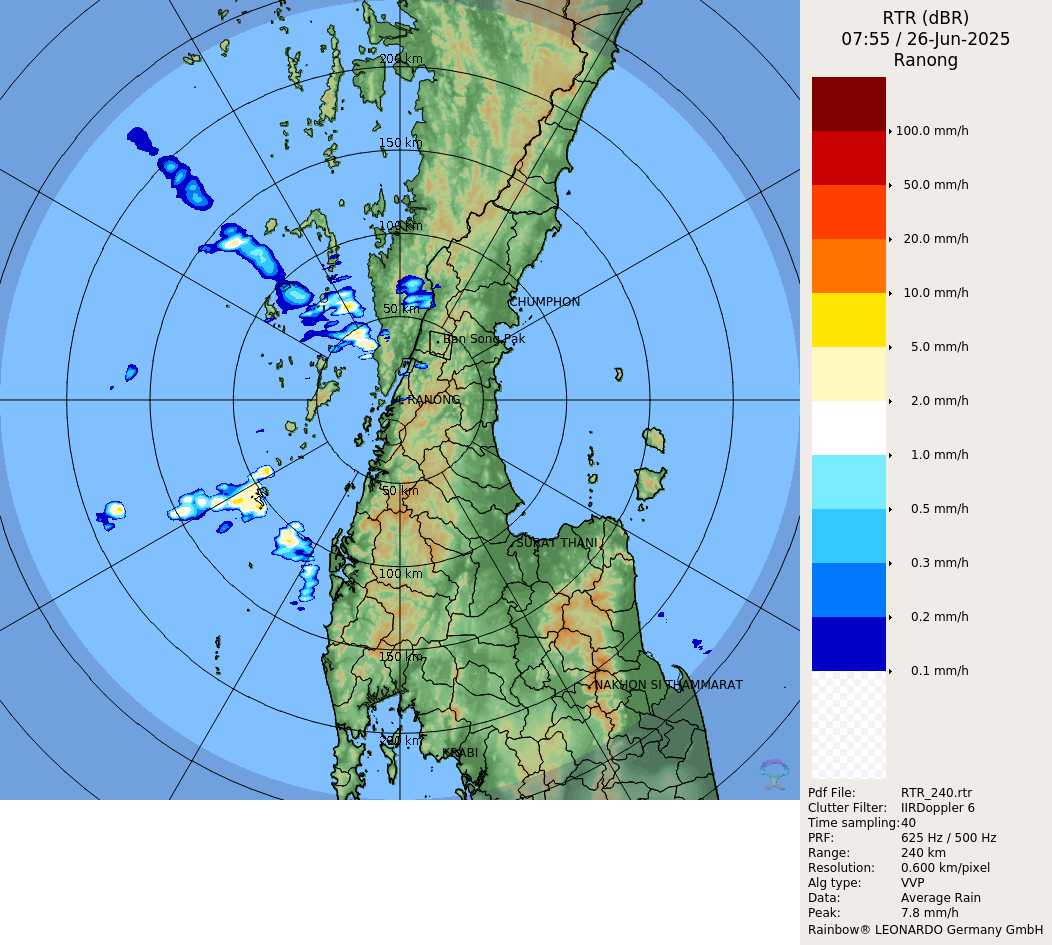 RTR (dBR)
07:55 / 26-Jun-2025
Ranong
200 km
150 km
100 km
50 km
CHUMPHON
Ban Song Pak
RANONG
50 km
SURAT THANI
100 km
150 km
NAKHON SI THAMMARAT
200 km
KRABI
100.0 mm/h
50.0 mm/h
20.0 mm/h
10.0 mm/h
5.0 mm/h
2.0 mm/h
1.0 mm/h
0.5 mm/h
0.3 mm/h
0.2 mm/h
0.1 mm/h
Pdf File: RTR_240.rtr
Clutter Filter: IIRDoppler 6
Time sampling:40
PRF: 625 Hz / 500 Hz
Range: 240 km
Resolution: 0.600 km/pixel
Alg type: VVP
Data: Average Rain
Peak: 7.8 mm/h
Rainbow® LEONARDO Germany GmbH